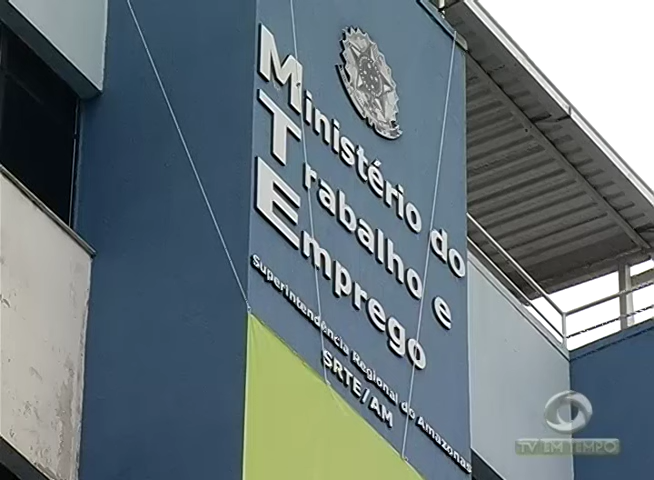 Ministério do
Trabalho e
Emprego
Superintendência Regional do Amazonas
SRTE/AM
TV EM TEMPO